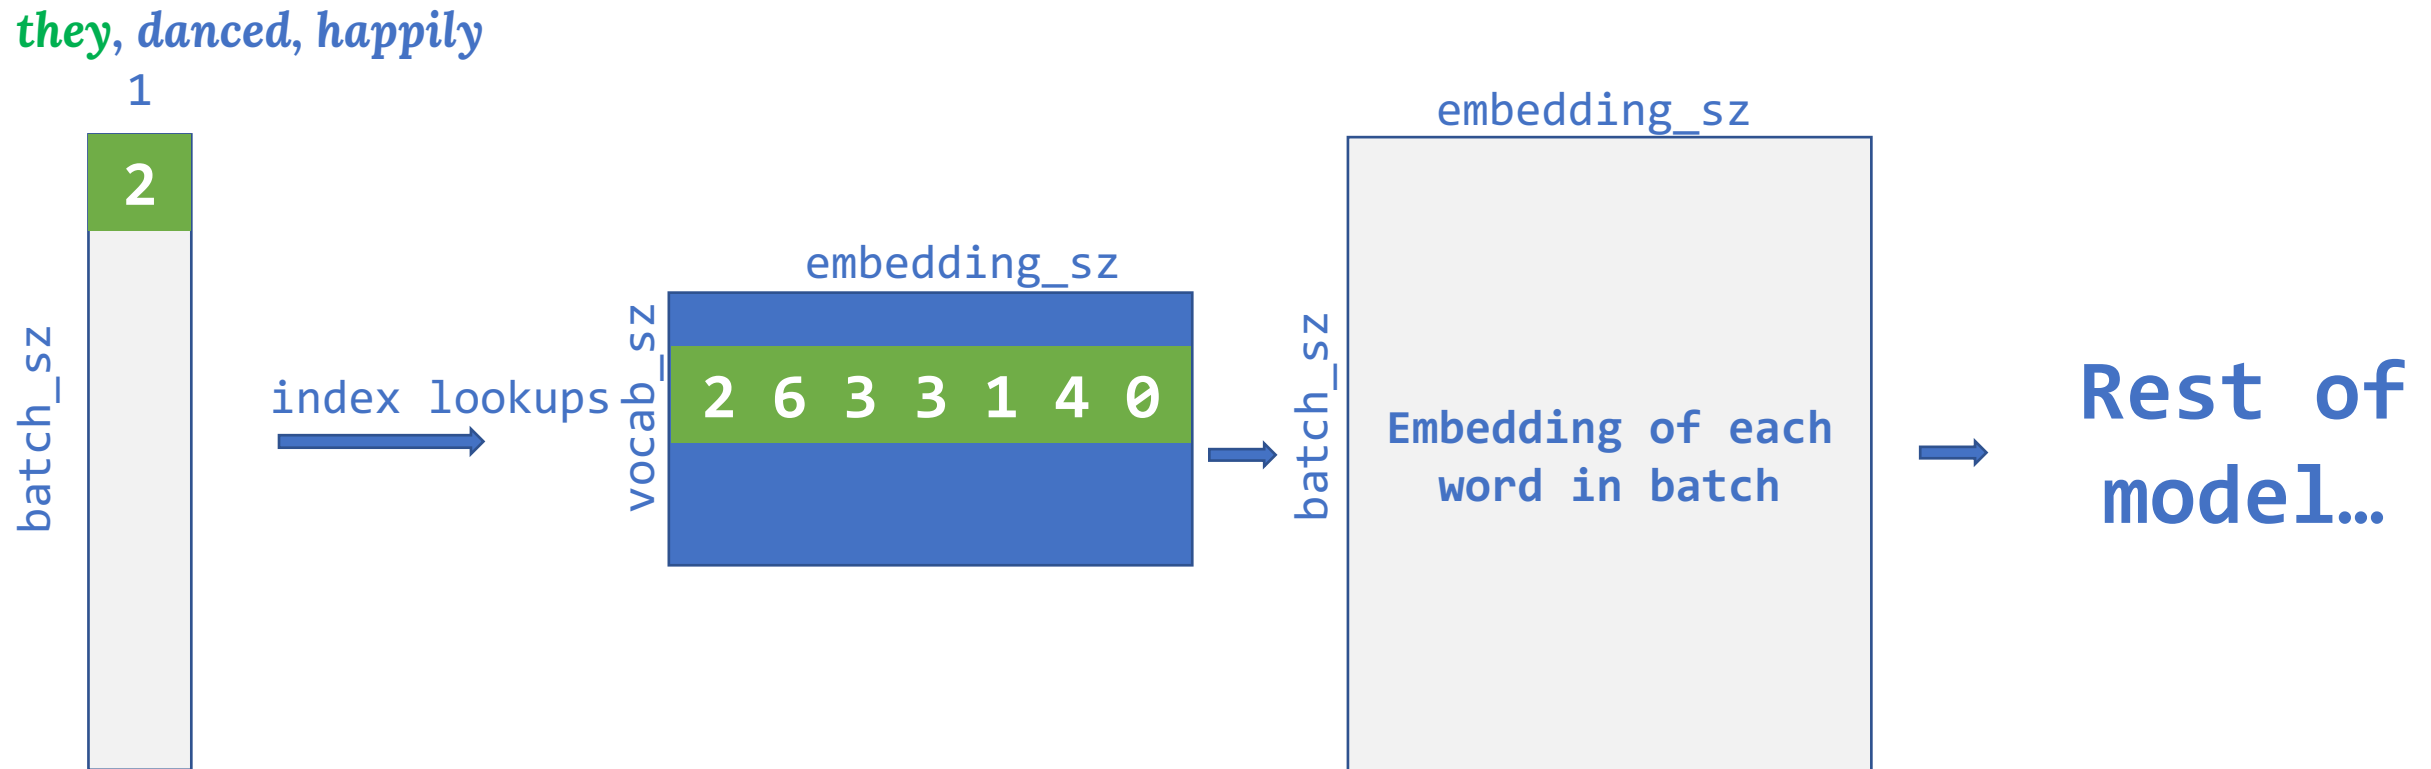 they, danced, happily
1
2
batch_sz
index lookups
embedding_sz
vocab_sz
2 6 3 3 1 4 0
embedding_sz
batch_sz
Embedding of each
word in batch
Rest of
model…